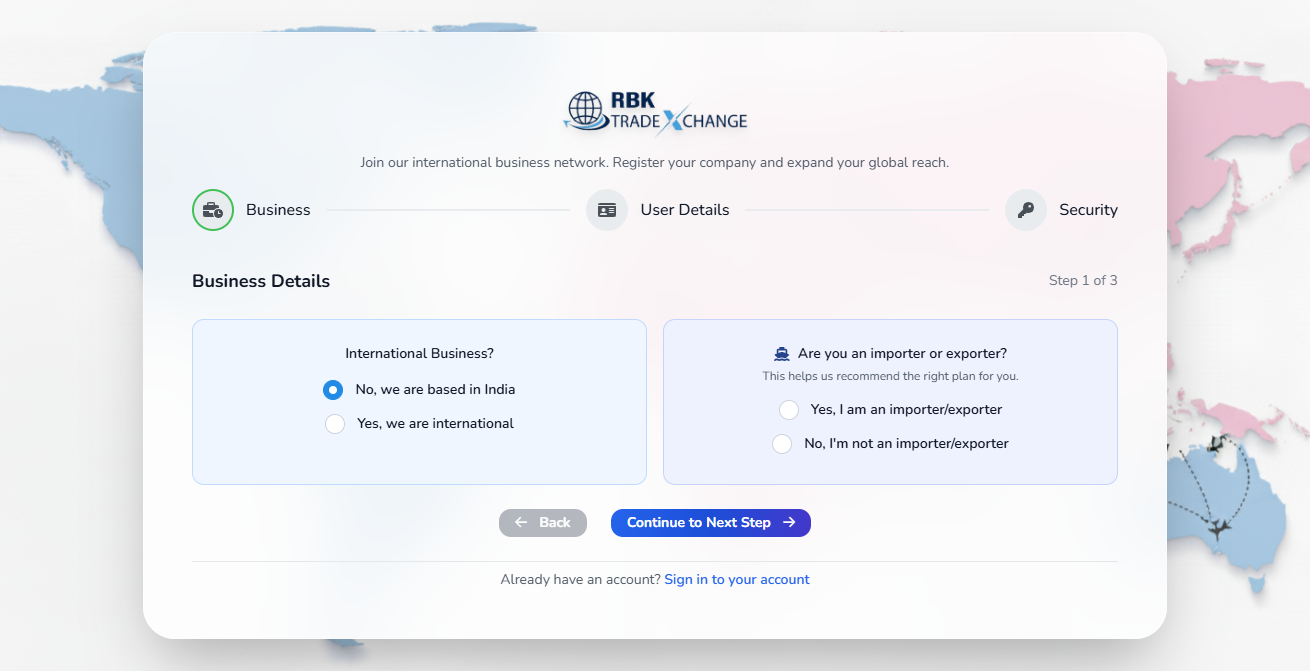 RBK
TRADEXCHANGE
Join our international business network. Register your company and expand your global reach.
Business
User Details
Security
Business Details
Step 1 of 3
International Business?
No, we are based in India
Yes, we are international
Are you an importer or exporter?
This helps us recommend the right plan for you.
Yes, I am an importer/exporter
No, I'm not an importer/exporter
Back
Continue to Next Step
Already have an account? Sign in to your account